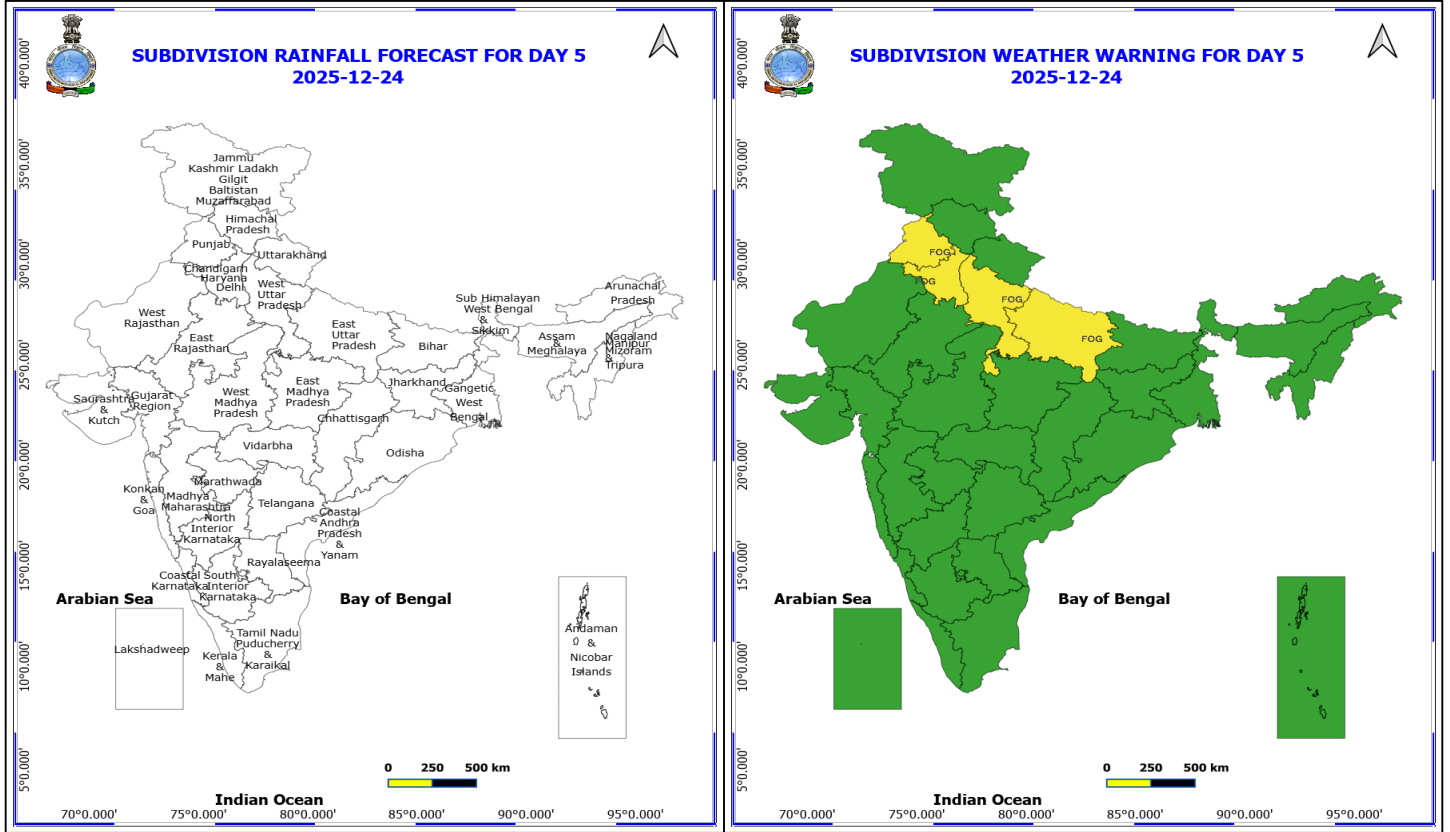 SUBDIVISION RAINFALL FORECAST FOR DAY 5
2025-12-24
40°0.000'
35°0.000'
30°0.000'
25°0.000'
20°0.000'
15°0.000'
10°0.000'
5°0.000'
Jammu
Kashmir Ladakh
Gilgit
Baltistan
Muzaffarabad
Himachal
Pradesh
Punjab
Uttarakhand
Chandigarh
Haryana
Delhi
West
Uttar
Pradesh
Arunachal
Pradesh
Sub Himalayan
West Bengal
&
Sikkim
West
Rajasthan
East
Rajasthan
East
Uttar
Pradesh
Bihar
Assam
&
Meghalaya
Nagaland
Manipur
Mizoram
&
Tripura
Saurashtra
&
Kutch
Gujarat
Region
West
Madhya
Pradesh
East
Madhya
Pradesh
Jharkhand
Gangetic
West
Bengal
Chhattisgarh
Vidarbha
Odisha
Konkan
&
Goa
Marathwada
Madhya
Maharashtra
Telangana
North
Interior
Karnataka
Coastal
Andhra
Pradesh
&
Yanam
Rayalaseema
Coastal
Karnataka
South
Interior
Karnataka
Arabian Sea
Bay of Bengal
Lakshadweep
Tamil Nadu
Puducherry
&
Karaikal
Kerala
&
Mahe
Andaman
&
Nicobar
Islands
0 250 500 km
Indian Ocean
70°0.000' 75°0.000' 80°0.000' 85°0.000' 90°0.000' 95°0.000'
SUBDIVISION WEATHER WARNING FOR DAY 5
2025-12-24
40°0.000'
35°0.000'
30°0.000'
25°0.000'
20°0.000'
15°0.000'
10°0.000'
5°0.000'
FOG
FOG
FOG
FOG
Arabian Sea
Bay of Bengal
0 250 500 km
Indian Ocean
70°0.000' 75°0.000' 80°0.000' 85°0.000' 90°0.000' 95°0.000'